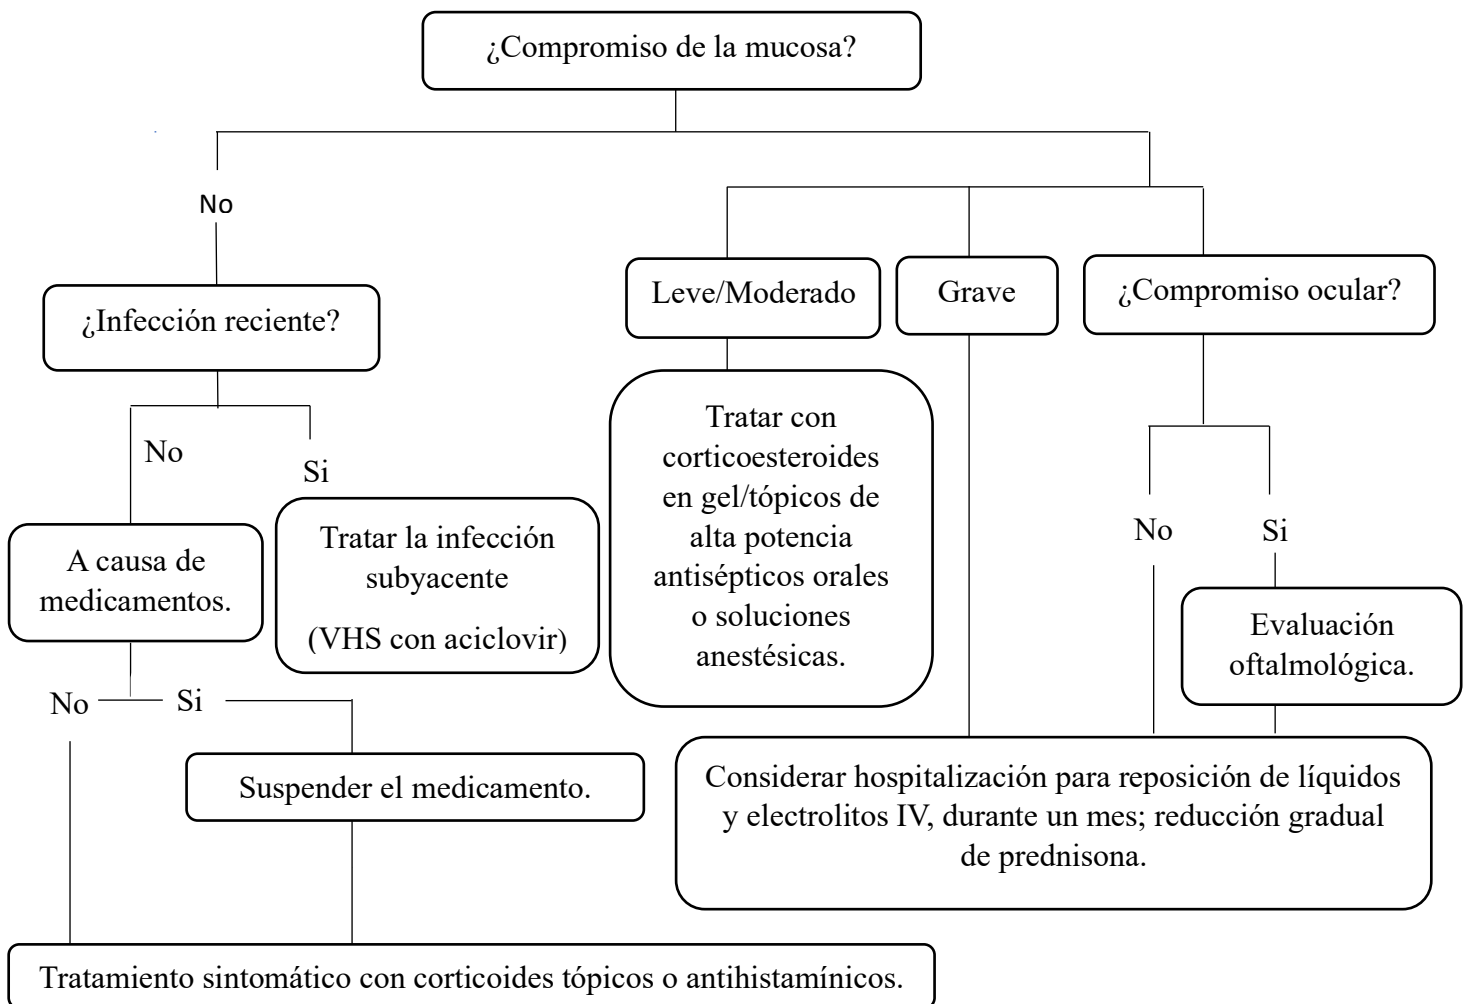 ¿Compromiso de la mucosa?
No
¿Infección reciente?
No
Si
A causa de
medicamentos.
Tratar la infección
subyacente
(VHS con aciclovir)
No
Si
Suspender el medicamento.
Leve/Moderado
Tratar con
corticoesteroides
en gel/tópicos de
alta potencia
antisépticos orales
o soluciones
anestésicas.
Grave
¿Compromiso ocular?
No
Si
Evaluación
oftalmológica.
Considerar hospitalización para reposición de líquidos
y electrolitos IV, durante un mes; reducción gradual
de prednisona.
Tratamiento sintomático con corticoides tópicos o antihistamínicos.